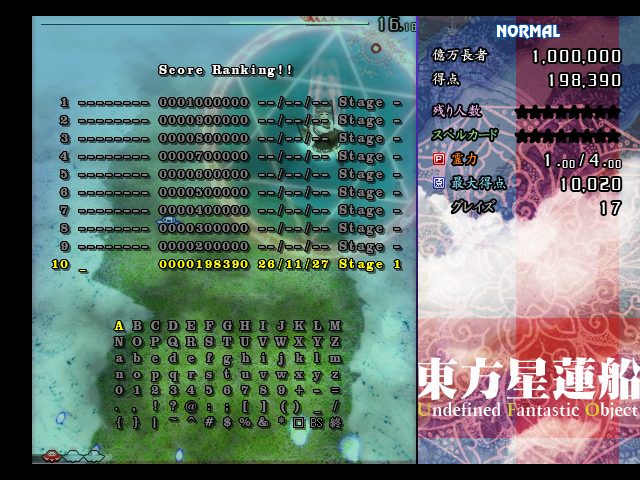 16.18
Score Ranking!!
1 -------- 0001000000 --/--/-- Stage -
2 -------- 0000900000 --/--/-- Stage -
3 -------- 0000800000 --/--/-- Stage -
4 -------- 0000700000 --/--/-- Stage -
5 -------- 0000600000 --/--/-- Stage -
6 -------- 0000500000 --/--/-- Stage -
7 -------- 0000400000 --/--/-- Stage -
8 -------- 0000300000 --/--/-- Stage -
9 -------- 0000200000 --/--/-- Stage -
10 _ 0000198390 26/11/27 Stage 1
A B C D E F G H I J K L M
N O P Q R S T U V W X Y Z
a b c d e f g h i j k l m
n o p q r s t u v w x y z
0 1 2 3 4 5 6 7 8 9 + - =
. , ! ? @ : ; [ ] ( ) _ /
{ } | ~ ^ # $ % & * BS 終
NORMAL
億万長者 1,000,000
得点 198,390
残り人数
スペルカード
P 霊力 1.00/4.00
点 最大得点 10,020
グレイズ 17
東方星蓮船
Undefined Fantastic Object